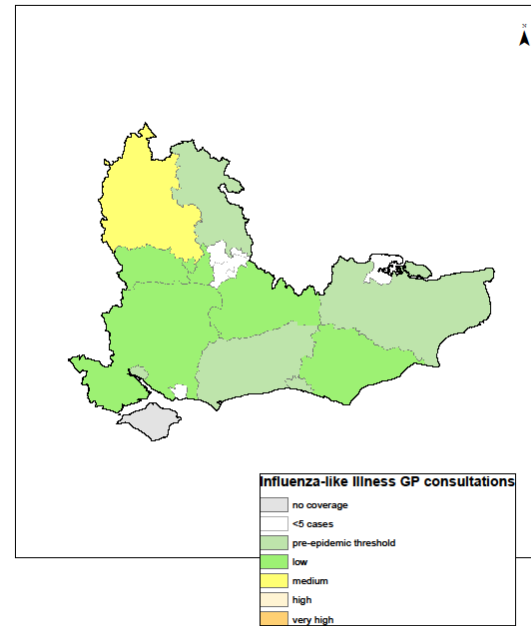 N
Influenza-like Illness GP consultations
no coverage
<5 cases
pre-epidemic threshold
low
medium
high
very high